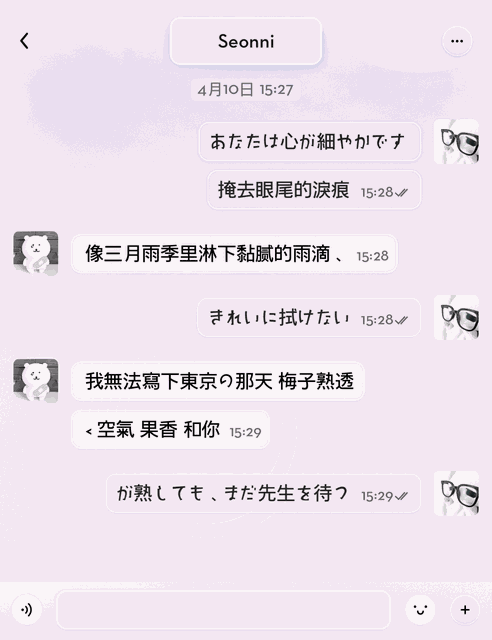 Seonni
4月10日 15:27
あなたは心が細やかです
掩去眼尾的淚痕 15:28
像三月雨季里淋下黏膩的雨滴 、 15:28
きれいに拭けない 15:28
我無法寫下東京の那天 梅子熟透
< 空氣 果香 和你 15:29
が熟しても 、まだ先生を待つ 15:29